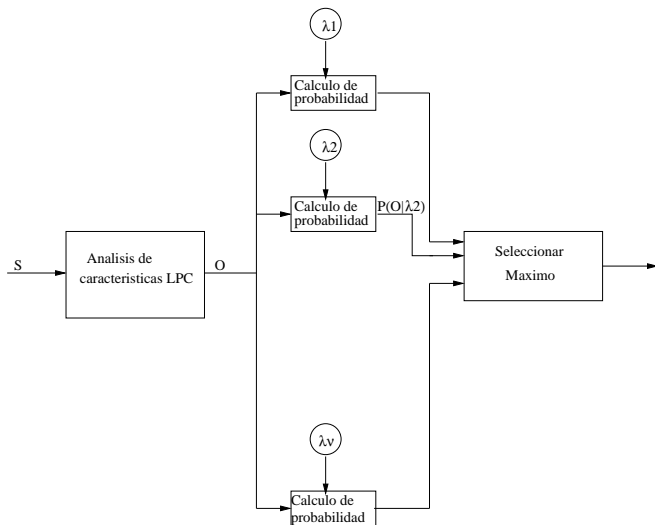 λ1
Calculo de
probabilidad
λ2
Calculo de
probabilidad
P(O|λ2)
S
Analisis de
caracteristicas LPC
O
Seleccionar
Maximo
λν
Calculo de
probabilidad